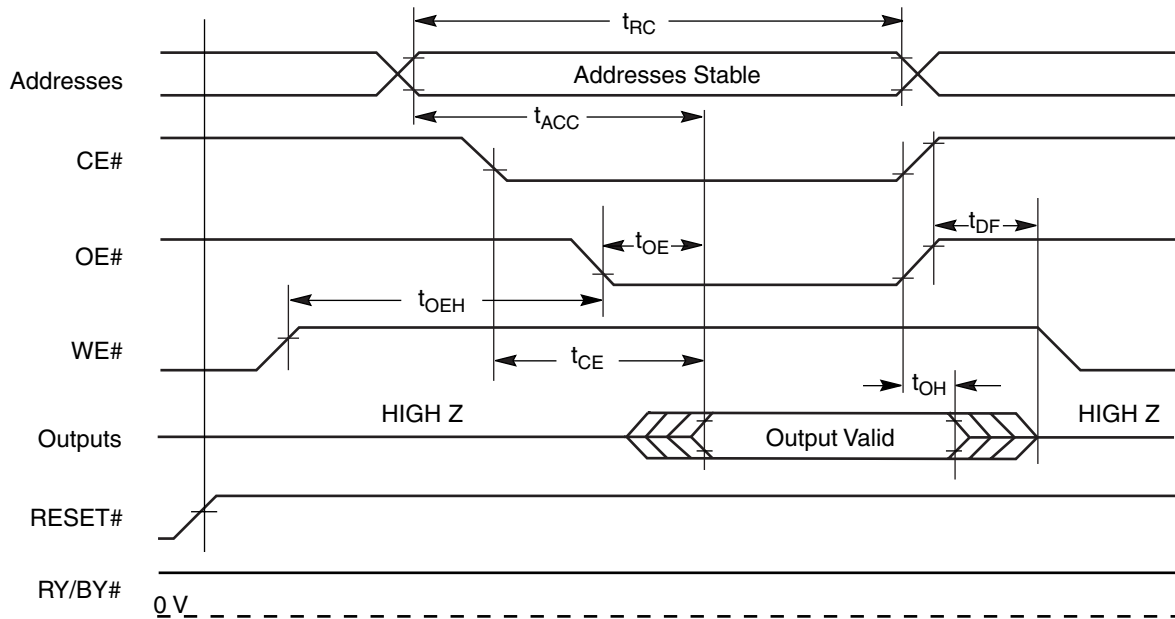 tRC
Addresses
Addresses Stable
tACC
CE#
tDF
OE#
tOE
tOEH
WE#
tCE
tOH
HIGH Z
HIGH Z
Outputs
Output Valid
RESET#
RY/BY#
0 V